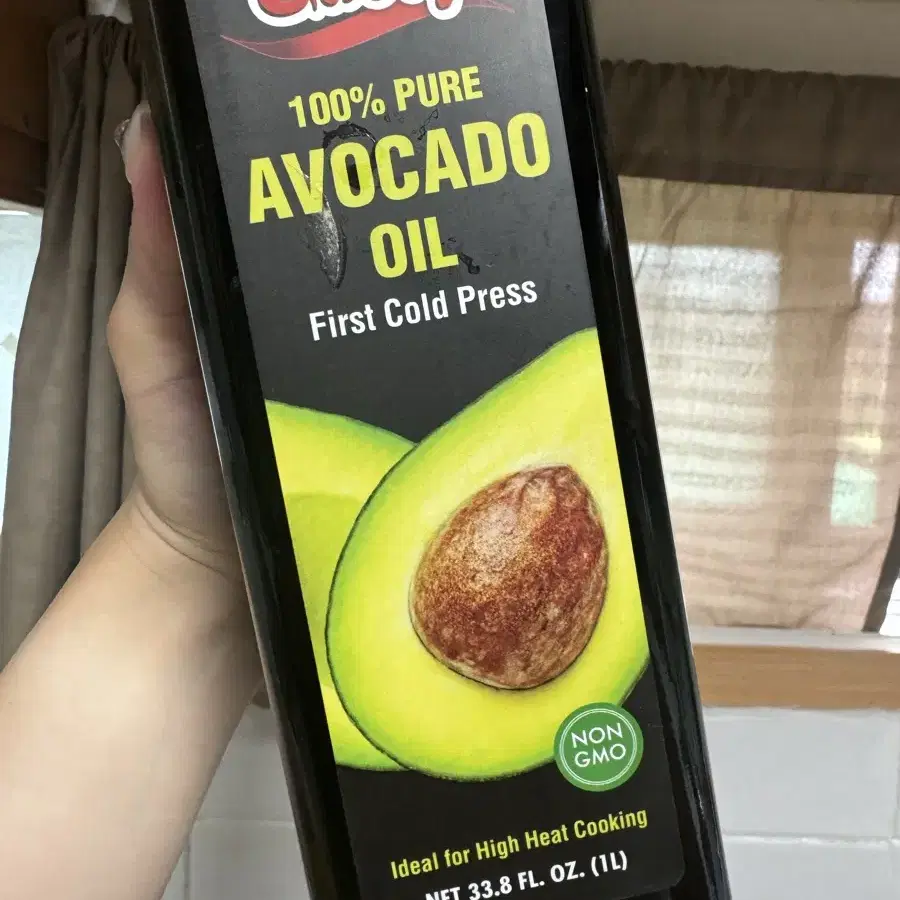 100% PURE
AVOCADO
OIL
First Cold Press
NON
GMO
Ideal for High Heat Cooking
NET 33.8 FL. OZ. (1L)